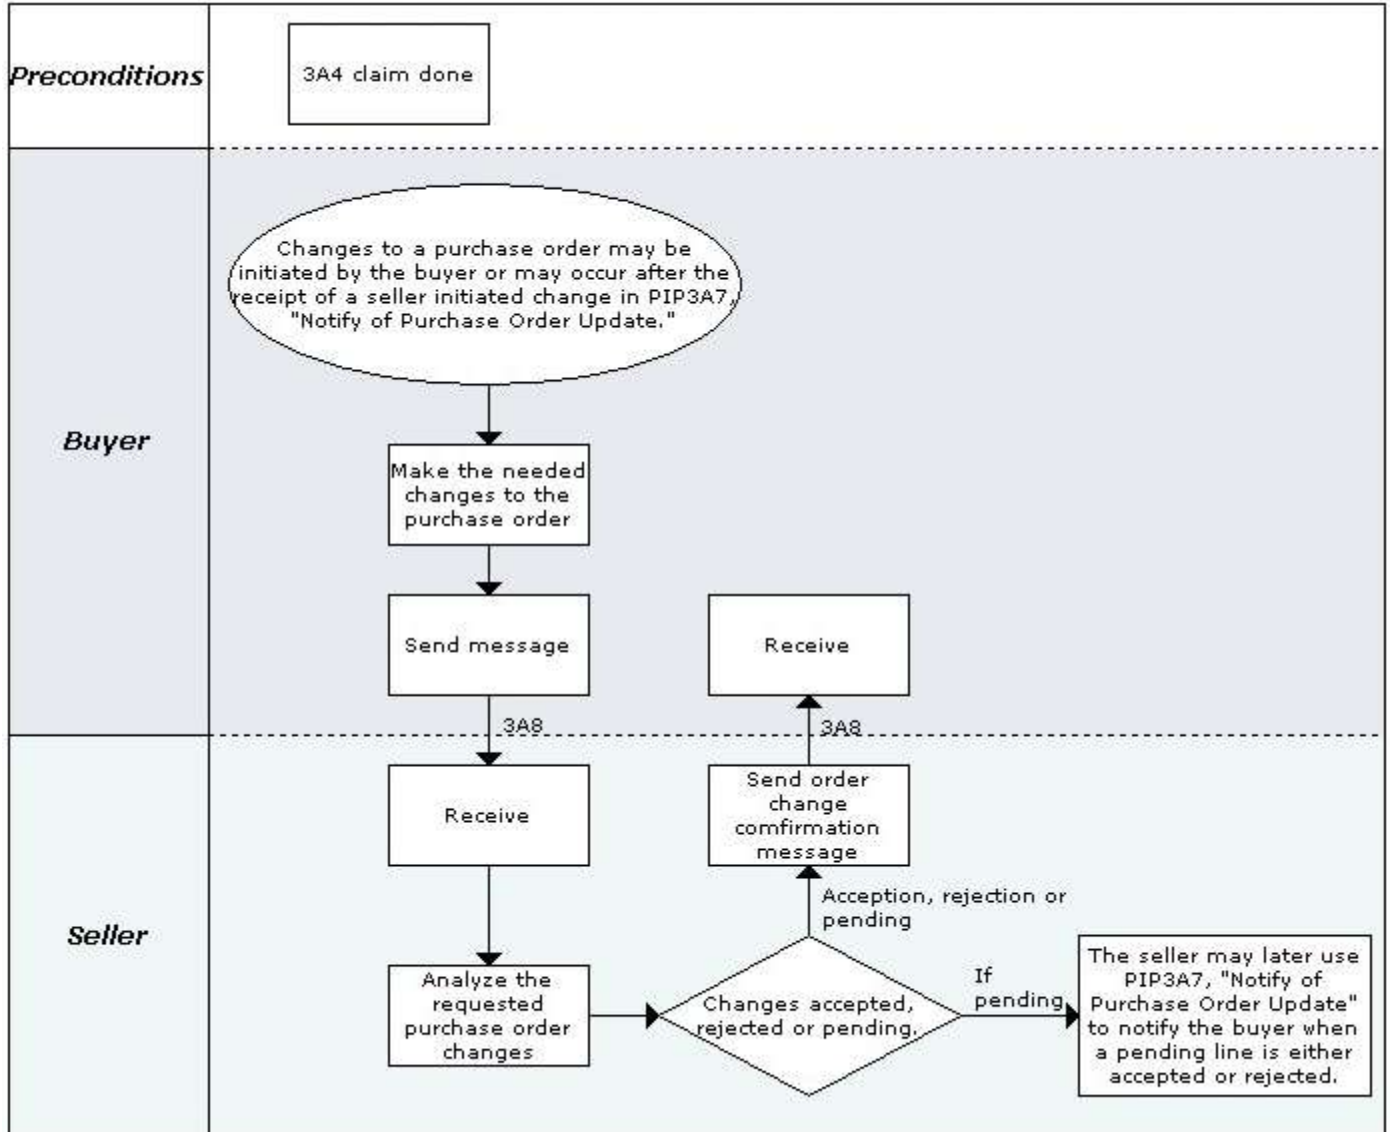 Preconditions
3A4 claim done
Buyer
Changes to a purchase order may be
initiated by the buyer or may occur after the
receipt of a seller initiated change in PIP3A7,
"Notify of Purchase Order Update."
Make the needed
changes to the
purchase order
Send message
Receive
3A8
3A8
Seller
Receive
Send order
change
comfirmation
message
Acception, rejection or
pending
Analyze the
requested
purchase order
changes
Changes accepted,
rejected or pending.
If
pending
The seller may later use
PIP3A7, "Notify of
Purchase Order Update"
to notify the buyer when
a pending line is either
accepted or rejected.